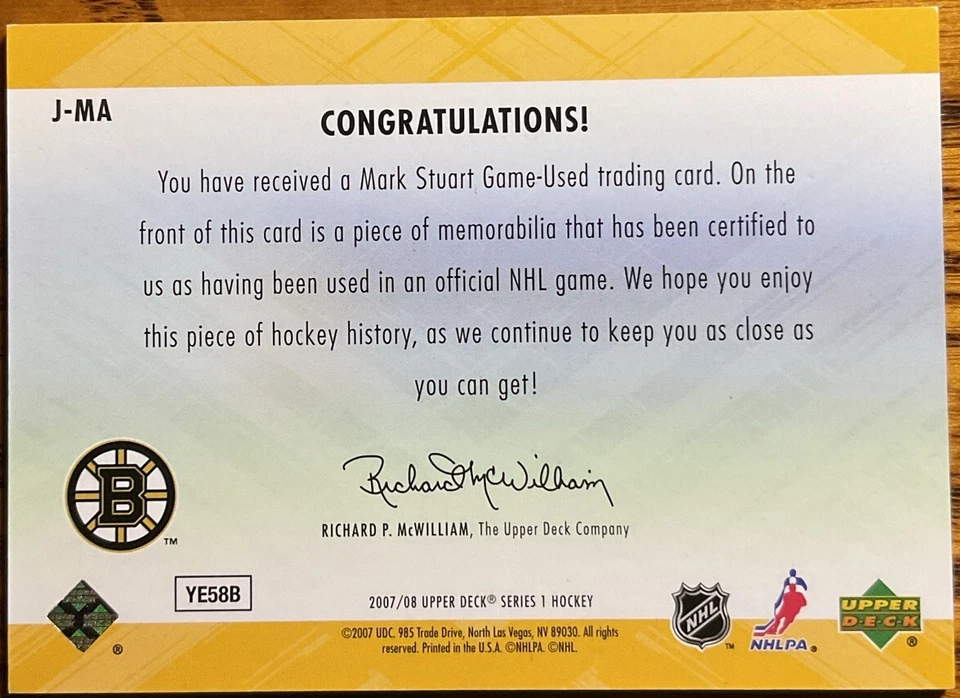 J-MA
CONGRATULATIONS!
You have received a Mark Stuart Game-Used trading card. On the
front of this card is a piece of memorabilia that has been certified to
us as having been used in an official NHL game. We hope you enjoy
this piece of hockey history, as we continue to keep you as close as
you can get!
B
TM
Richard McWilliam
RICHARD P. McWILLIAM, The Upper Deck Company
YE58B
®
2007/08 UPPER DECK® SERIES 1 HOCKEY
©2007 UDC. 985 Trade Drive, North Las Vegas, NV 89030. All rights
reserved. Printed in the U.S.A. ©NHLPA. ©NHL.
NHL
TM
NHLPA®
UPPER
D·E·C·K
®